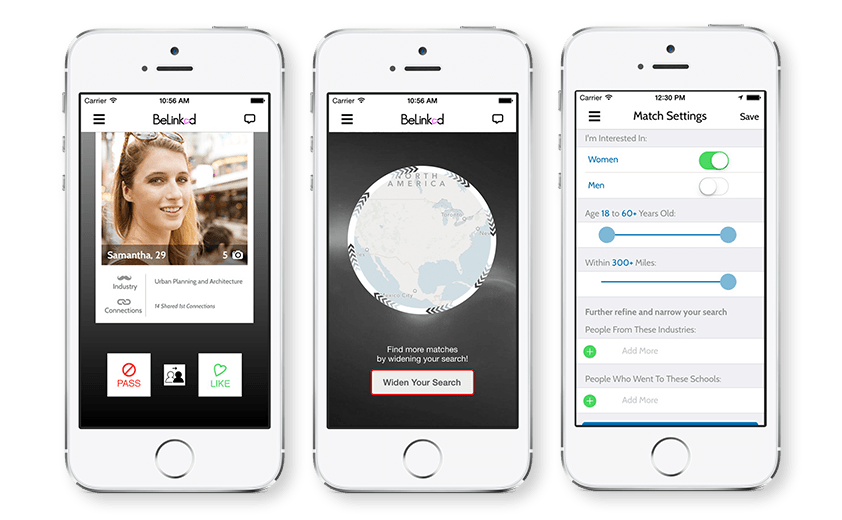 Carrier 10:56 AM
BeLinked
Samantha, 29 5
Industry Urban Planning and Architecture
Connections 14 Shared 1st Connections
PASS LIKE
Carrier 10:56 AM
BeLinked
NORTH
AMERICA
Toronto
Mexico City
Find more matches
by widening your search!
Widen Your Search
Carrier 12:30 PM
Match Settings Save
I'm Interested In:
Women
Men
Age 18 to 60+ Years Old:
Within 300+ Miles:
Further refine and narrow your search
People From These Industries:
Add More
People Who Went To These Schools:
Add More